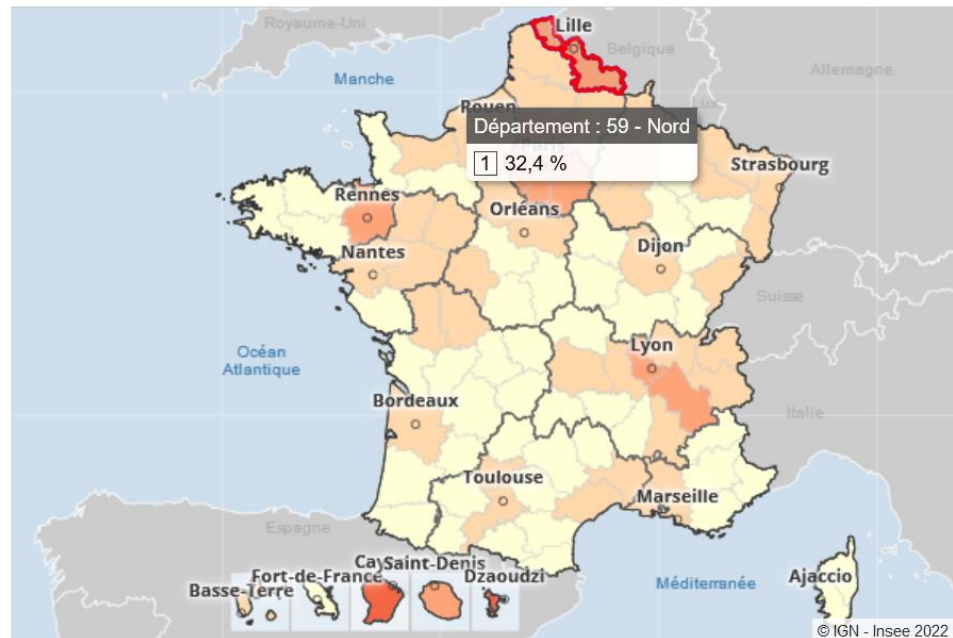 Royaume-Uni
Lille
Belgique
Allemagne
Manche
Rouen
Lux
Département : 59 - Nord
Paris
1 32,4 %
Strasbourg
Rennes
Orléans
Nantes
Dijon
Suisse
Océan
Atlantique
Lyon
Bordeaux
Italie
Toulouse
Marseille
Espagne
Saint-Denis
Fort-de-France
Dzaoudzi
Basse-Terre
Méditerranée
Ajaccio
© IGN - Insee 2022